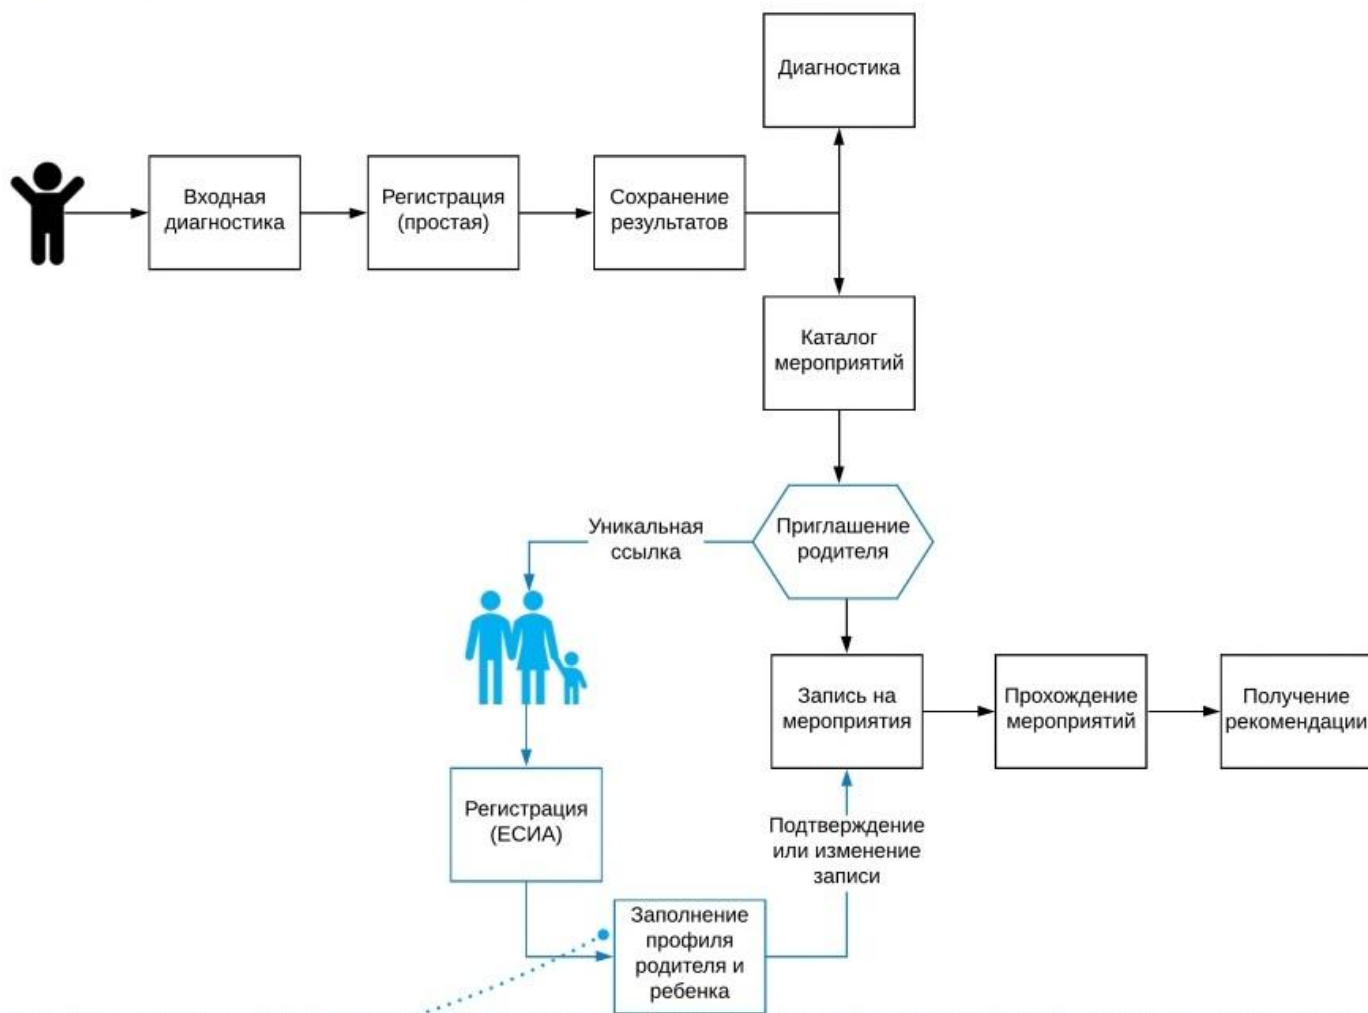 Диагностика
Входная
диагностика
Регистрация
(простая)
Сохранение
результатов
Каталог
мероприятий
Приглашение
родителя
Уникальная
ссылка
Запись на
мероприятия
Прохождение
мероприятий
Получение
рекомендации
Регистрация
(ЕСИА)
Подтверждение
или изменение
записи
Заполнение
профиля
родителя и
ребенка